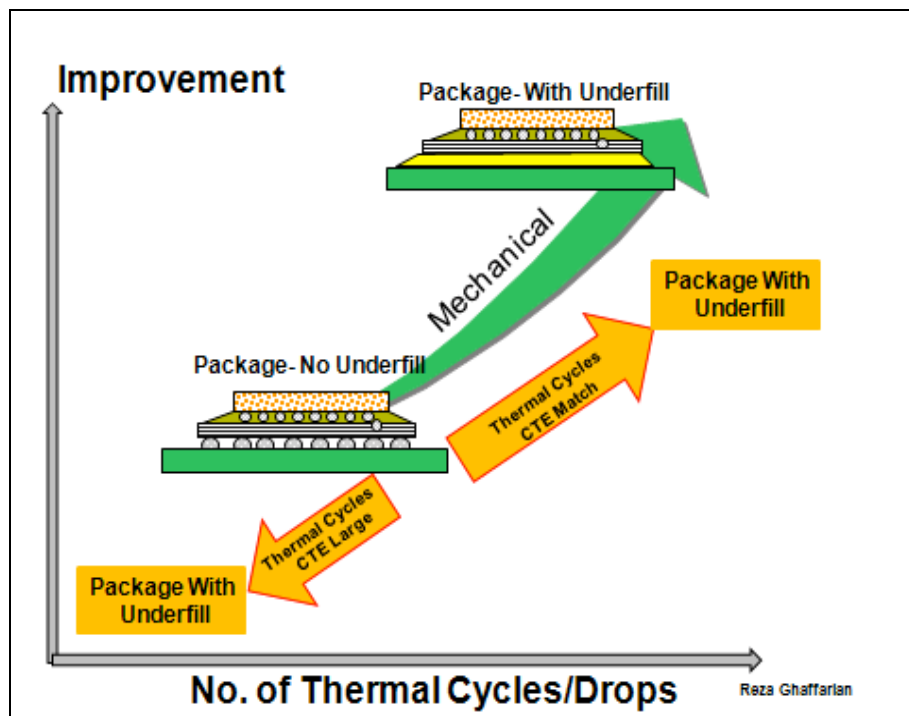 Improvement
Package- With Underfill
Mechanical
Package With
Underfill
Package- No Underfill
Thermal Cycles
CTE Match
Thermal Cycles
CTE Large
Package With
Underfill
No. of Thermal Cycles/Drops
Reza Ghaffarian